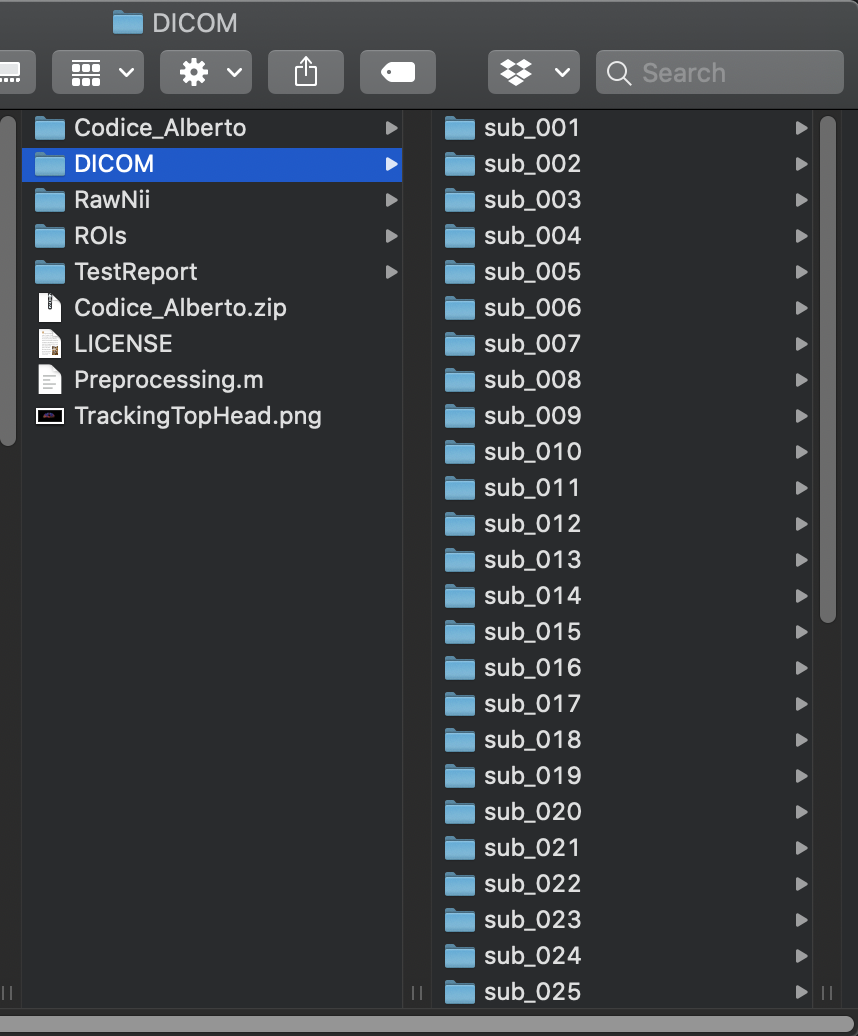 DICOM
Search
Codice_Alberto
DICOM
RawNii
ROIs
TestReport
Codice_Alberto.zip
LICENSE
Preprocessing.m
TrackingTopHead.png
sub_001
sub_002
sub_003
sub_004
sub_005
sub_006
sub_007
sub_008
sub_009
sub_010
sub_011
sub_012
sub_013
sub_014
sub_015
sub_016
sub_017
sub_018
sub_019
sub_020
sub_021
sub_022
sub_023
sub_024
sub_025